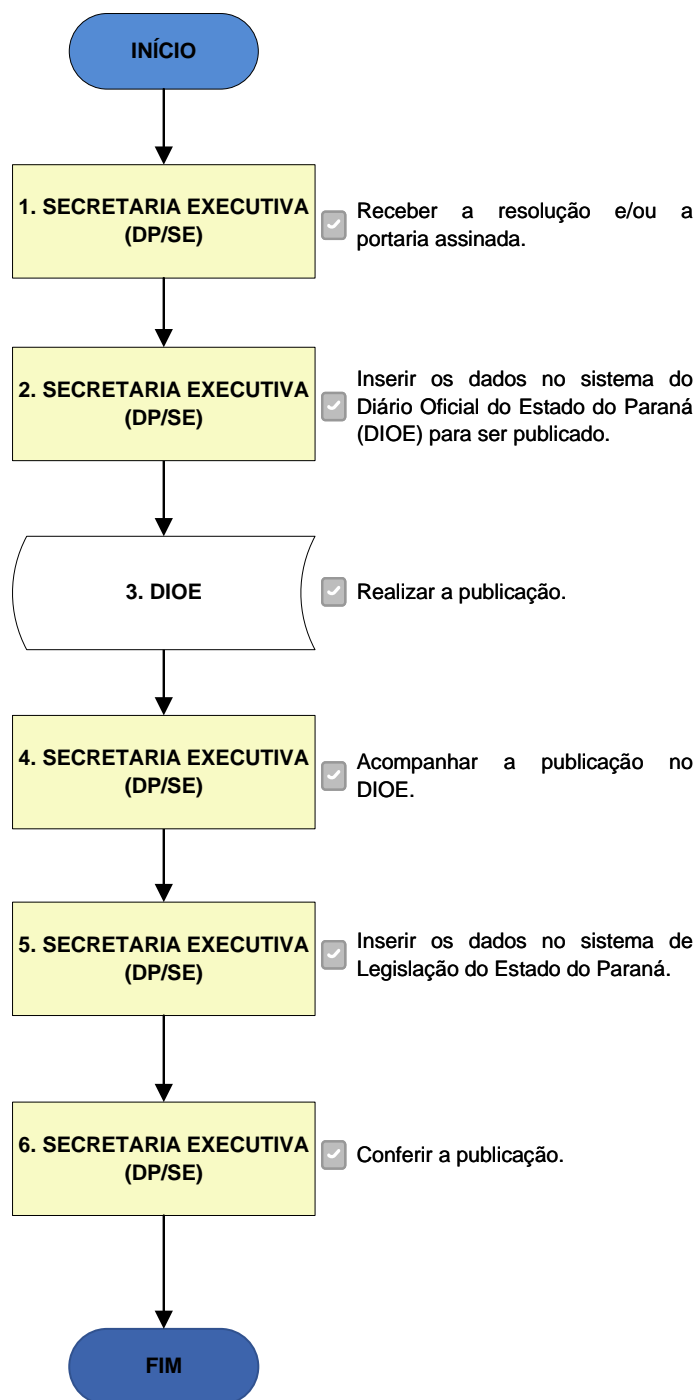 INÍCIO
1. SECRETARIA EXECUTIVA
(DP/SE)
Receber a resolução e/ou a
portaria assinada.
2. SECRETARIA EXECUTIVA
(DP/SE)
Inserir os dados no sistema do
Diário Oficial do Estado do Paraná
(DIOE) para ser publicado.
3. DIOE
Realizar a publicação.
4. SECRETARIA EXECUTIVA
(DP/SE)
Acompanhar a publicação no
DIOE.
5. SECRETARIA EXECUTIVA
(DP/SE)
Inserir os dados no sistema de
Legislação do Estado do Paraná.
6. SECRETARIA EXECUTIVA
(DP/SE)
Conferir a publicação.
FIM